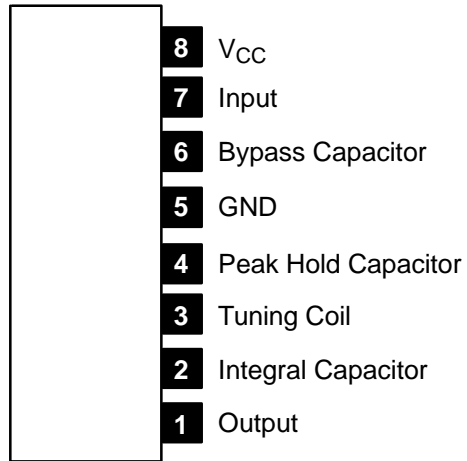 8 VCC
7 Input
6 Bypass Capacitor
5 GND
4 Peak Hold Capacitor
3 Tuning Coil
2 Integral Capacitor
1 Output